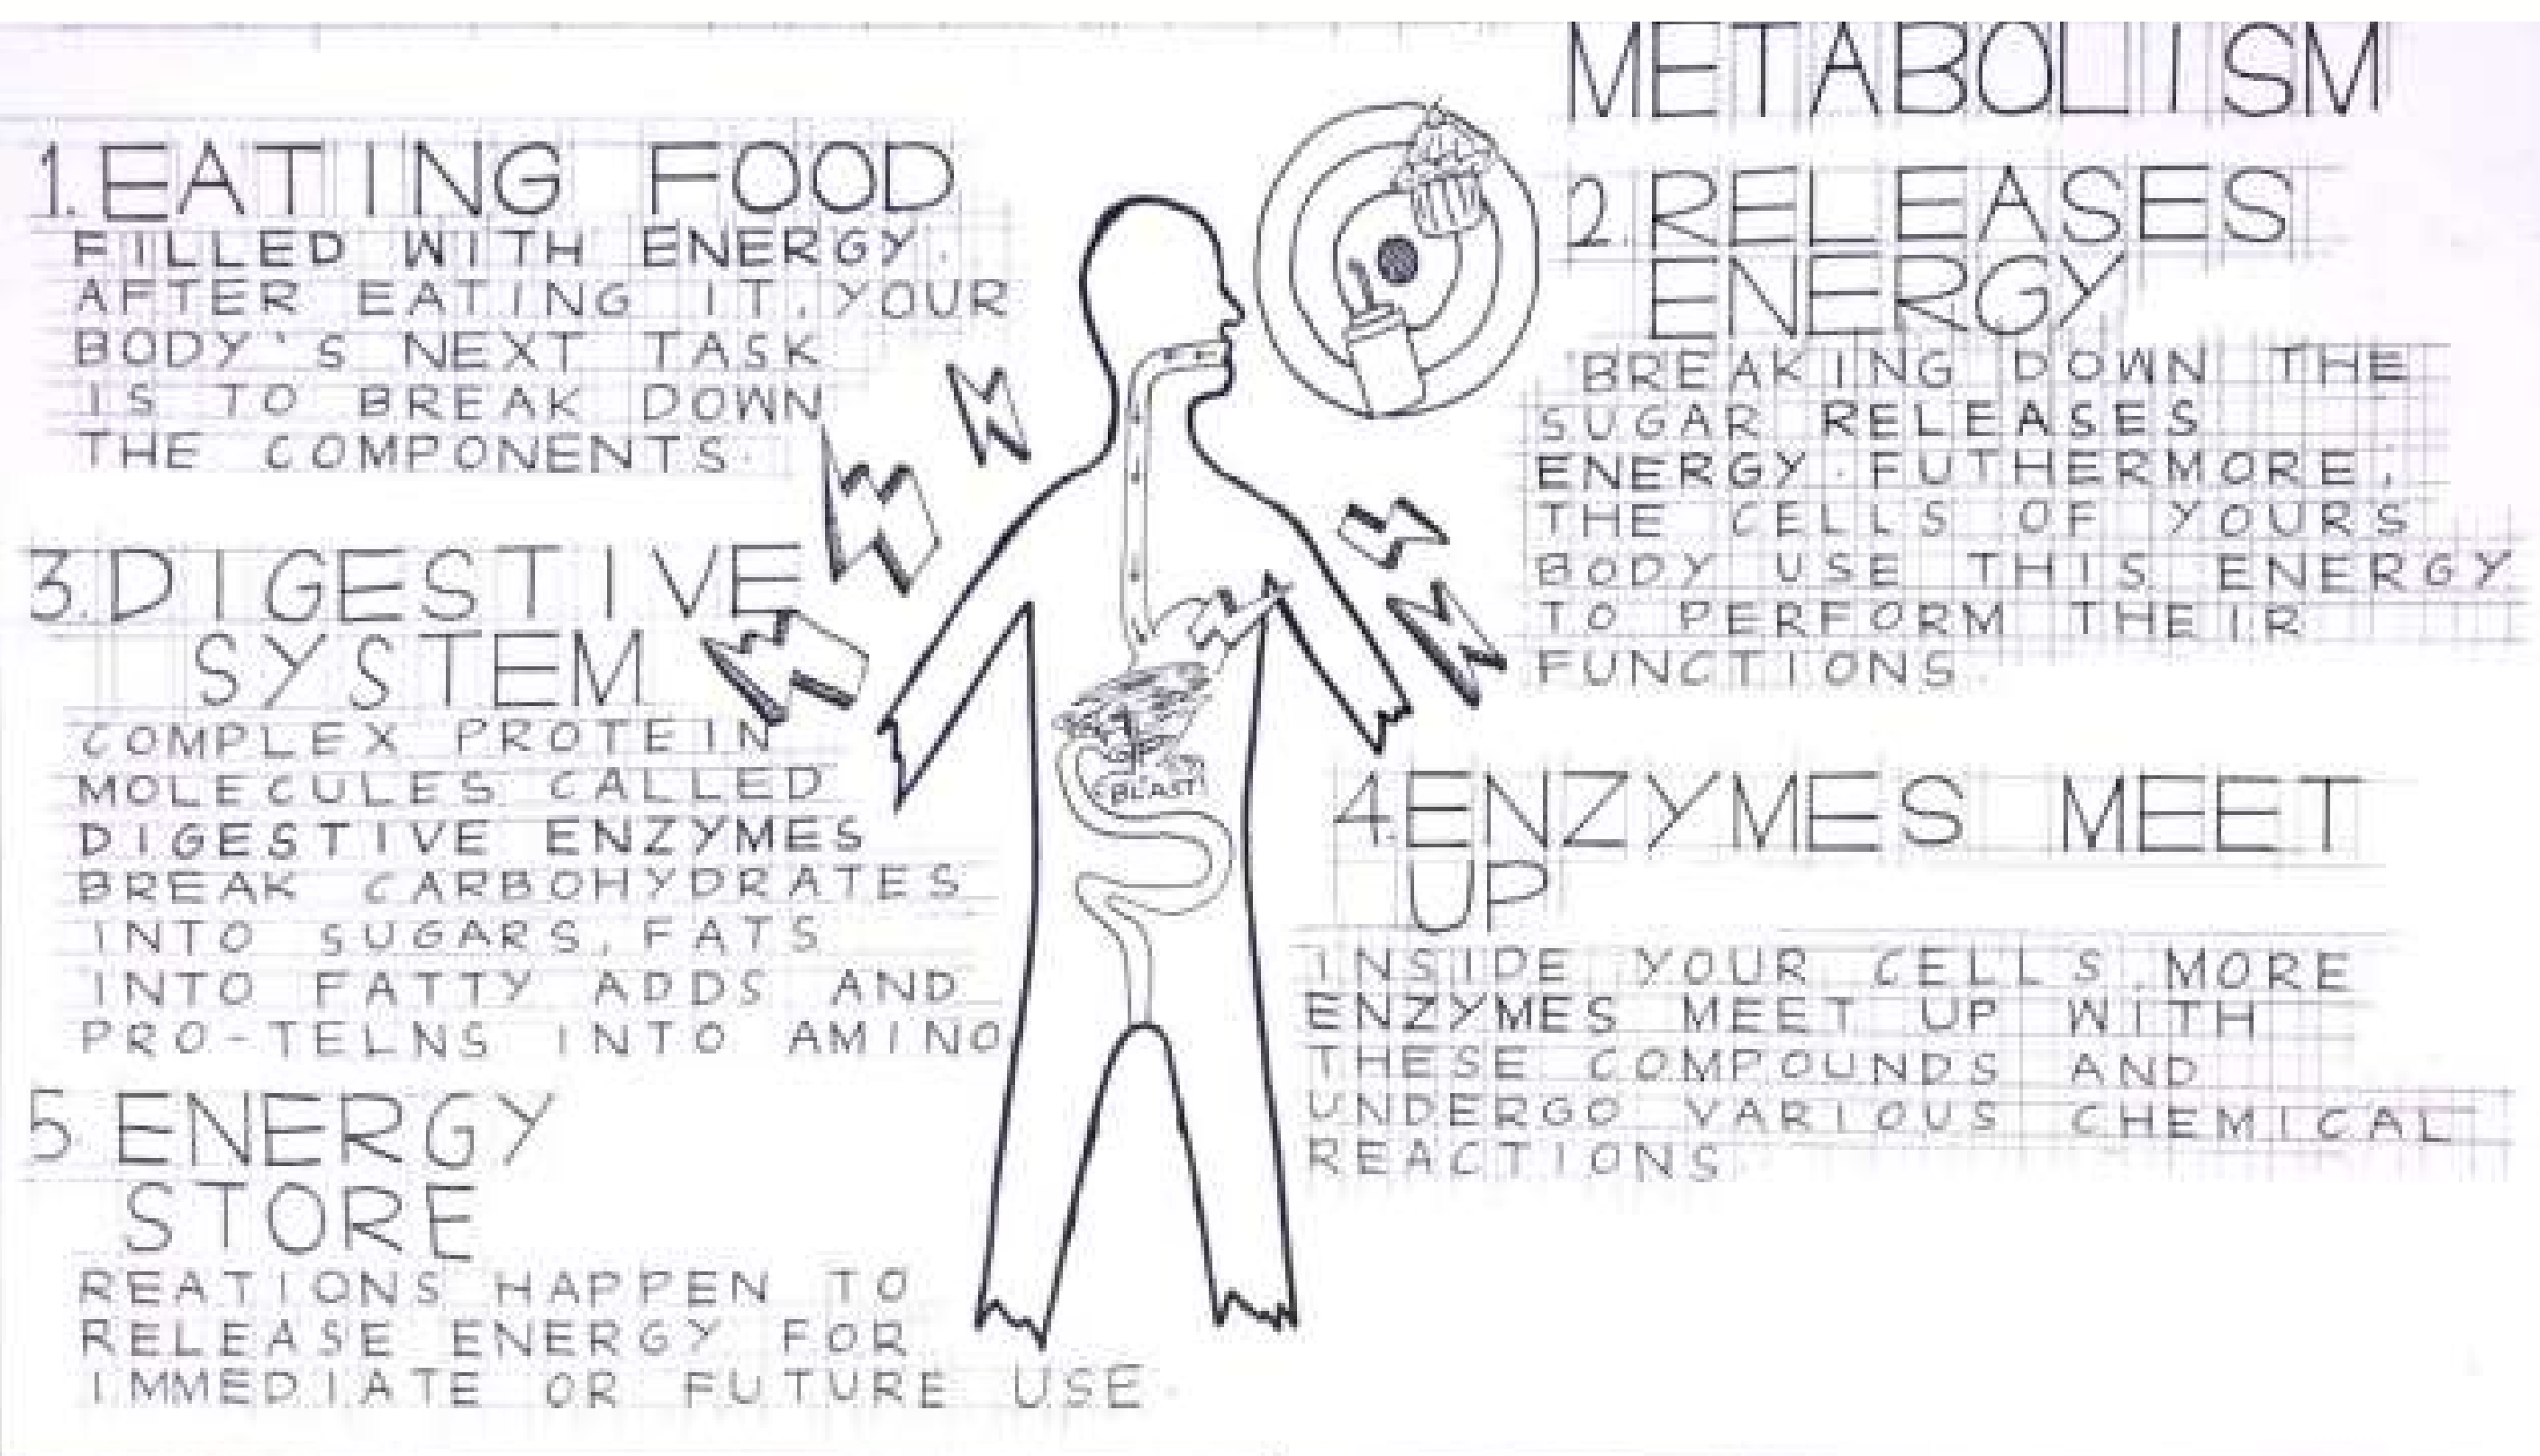 METABOLISM
1. EATING FOOD
FILLED WITH ENERGY.
AFTER EATING IT, YOUR
BODY'S NEXT TASK
IS TO BREAK DOWN
THE COMPONENTS.
2. RELEASES
ENERGY
BREAKING DOWN THE
SUGAR RELEASES
ENERGY. FUTHERMORE,
THE CELLS OF YOURS
BODY USE THIS ENERGY
TO PERFORM THEIR
FUNCTIONS.
3. DIGESTIVE
SYSTEM
COMPLEX PROTEIN
MOLECULES CALLED
DIGESTIVE ENZYMES
BREAK CARBOHYDRATES
INTO SUGARS, FATS
INTO FATTY ADDS AND
PRO-TELNS INTO AMINO
BLAST!
4. ENZYMES MEET
UP
INSIDE YOUR CELLS, MORE
ENZYMES MEET UP WITH
THESE COMPOUNDS AND
UNDERGO VARIOUS CHEMICAL
REACTIONS
5. ENERGY
STORE
REATIONS HAPPEN TO
RELEASE ENERGY FOR
IMMEDIATE OR FUTURE USE.